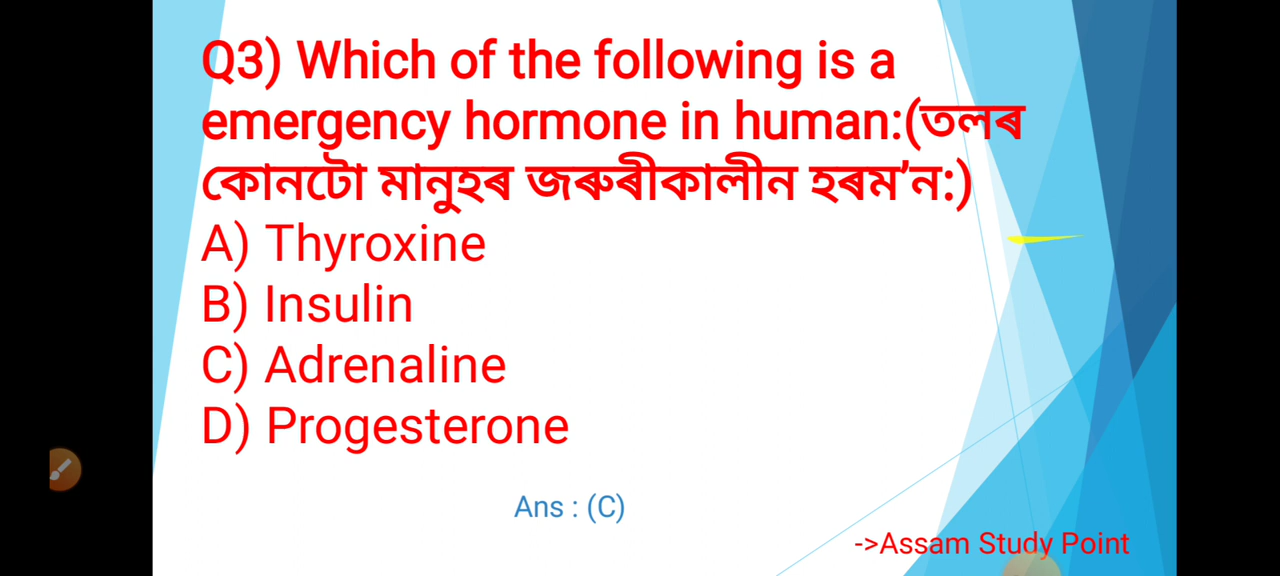 Q3) Which of the following is a
emergency hormone in human:(তলৰ
কোনটো মানুহৰ জৰুৰীকালীন হৰম'ন:)
A) Thyroxine
B) Insulin
C) Adrenaline
D) Progesterone
Ans : (C)
->Assam Study Point